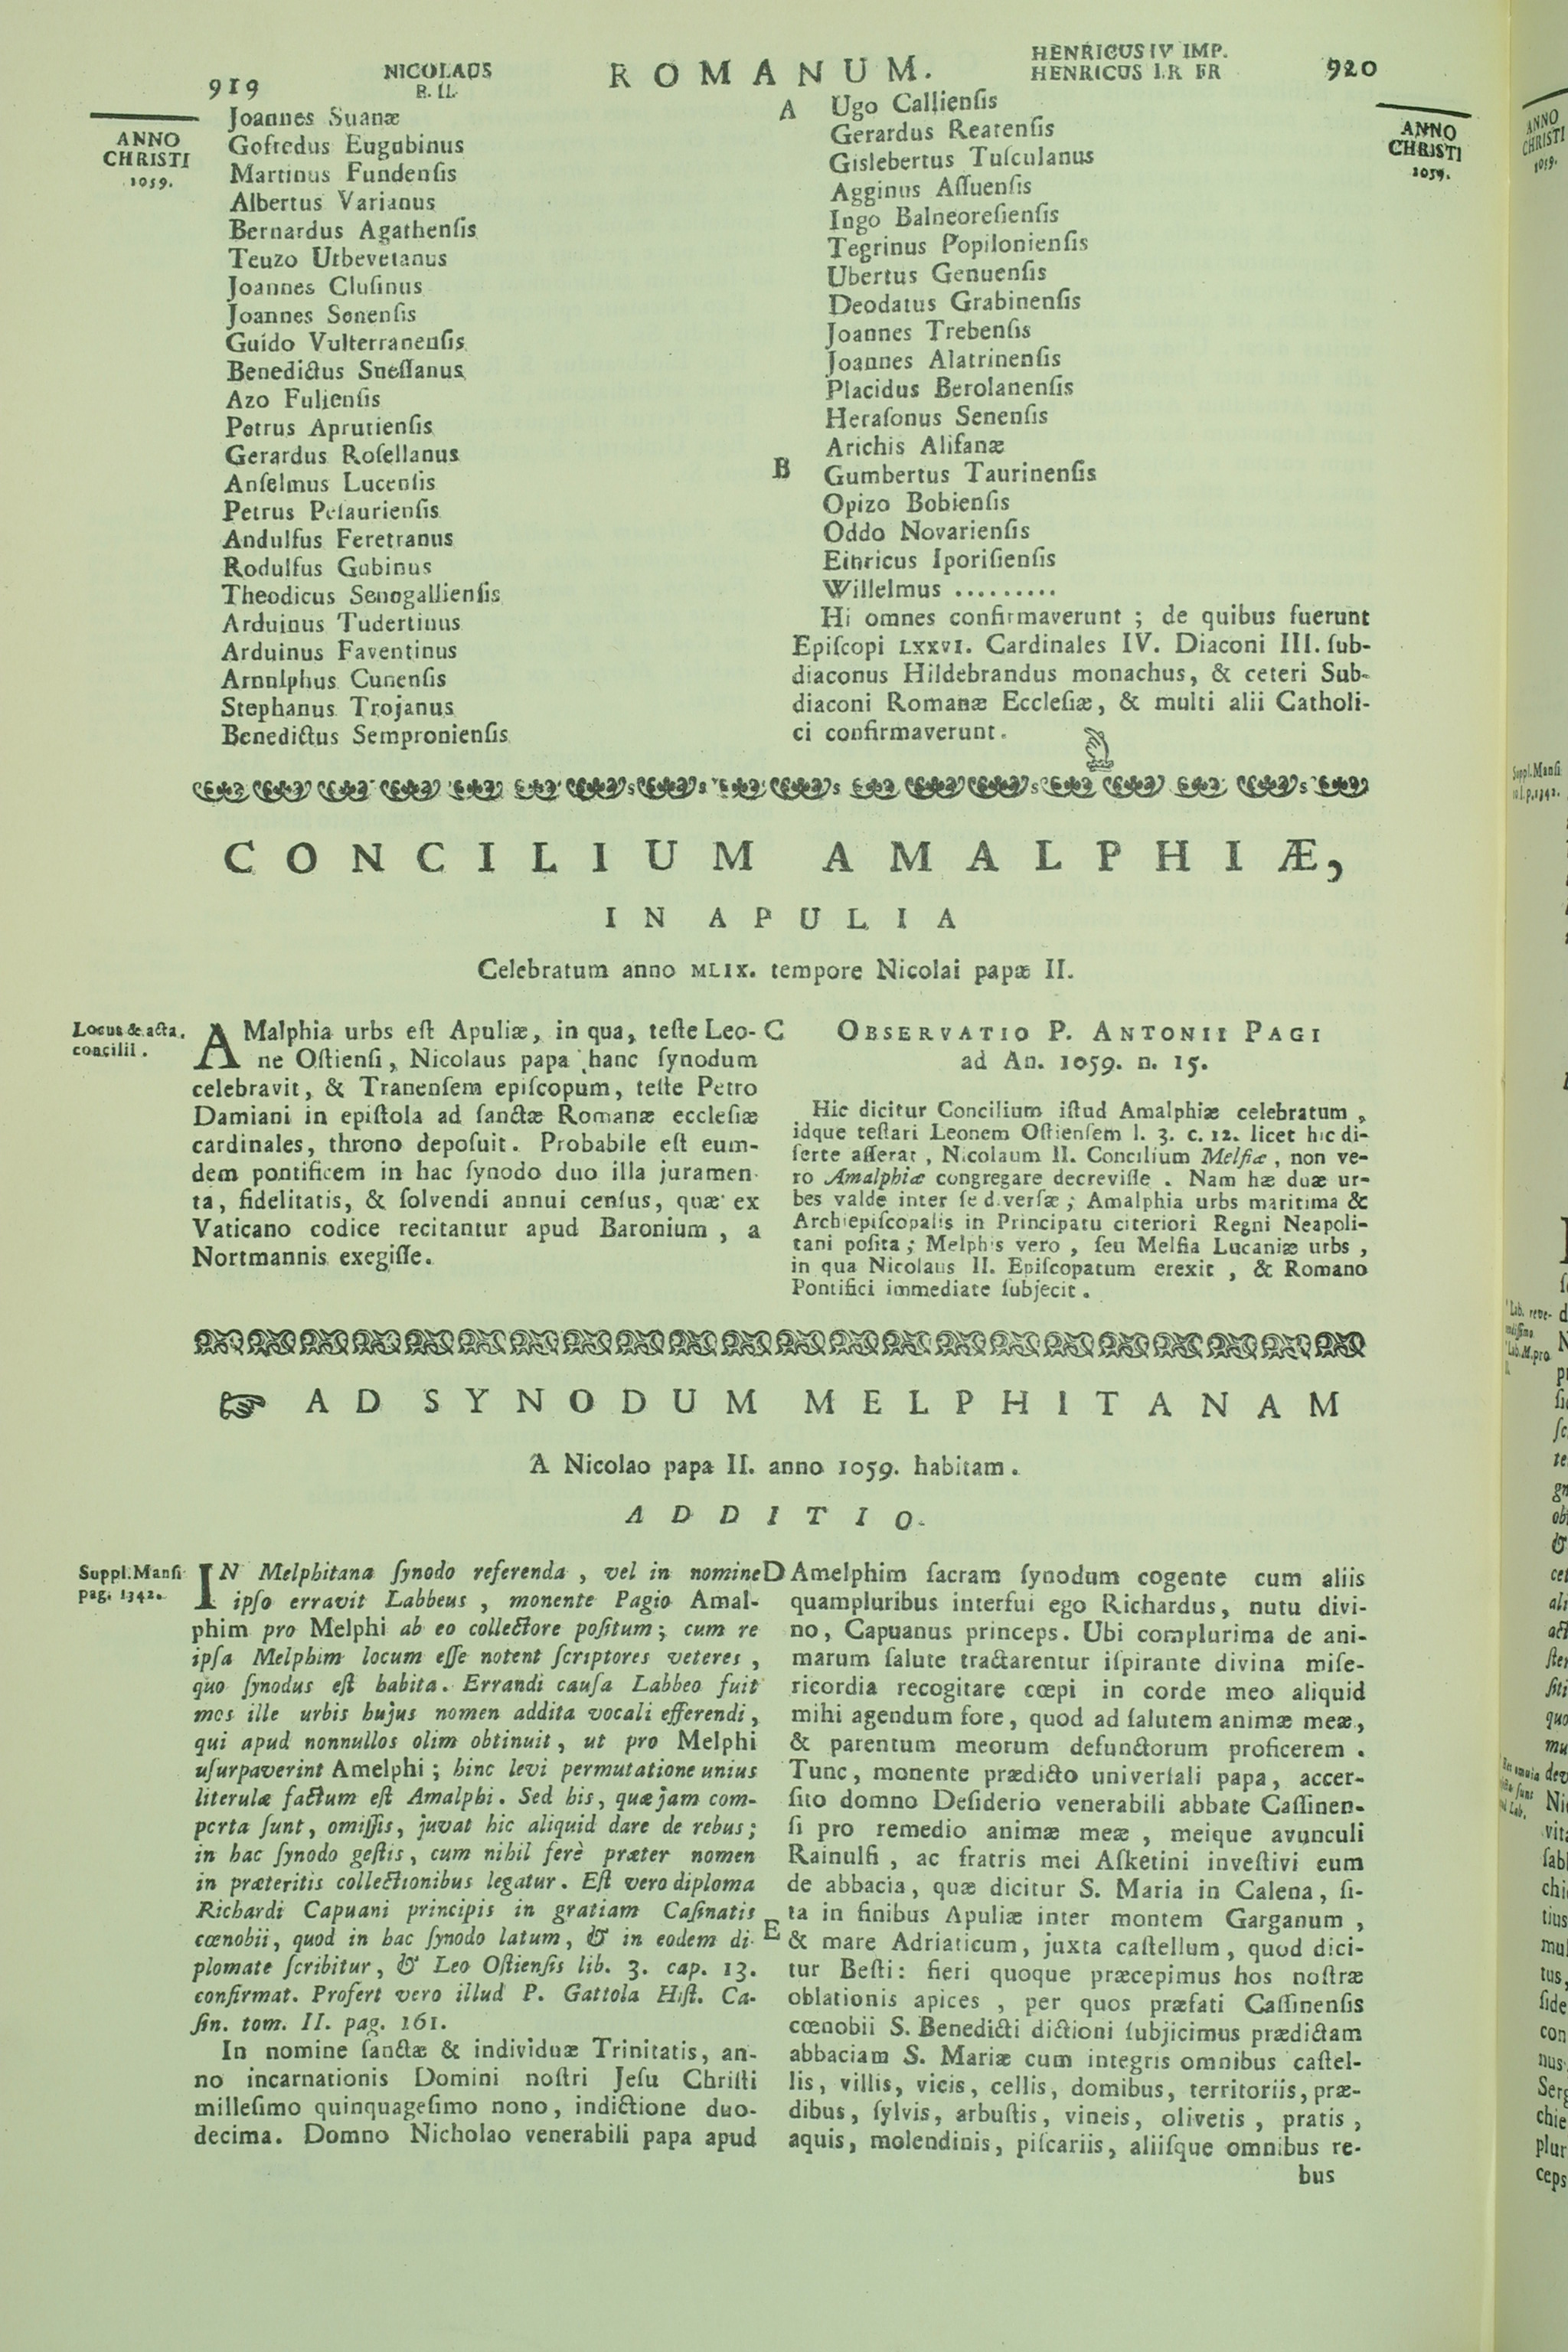 919
NICOLAUS
P. II.
ROMANUM.
HENRICUS IV IMP.
HENRICUS I.R FR
920
ANNO
CHRISTI
1059.
Joannes Suanæ
Gofredus Eugubinus
Martinus Fundenſis
Albertus Varianus
Bernardus Agathenſis
Teuzo Urbevetanus
Joannes Cluſinus
Joannes Senenſis
Guido Vulterranenſis
Benedictus Sueſſanus
Azo Fulienſis
Petrus Aprutienſis
Gerardus Roſellanus
Anſelmus Lucenſis
Petrus Peſaurienſis
Andulfus Feretranus
Rodulfus Gubinus
Theodicus Senogallienſis
Arduinus Tudertinus
Arduinus Faventinus
Arnulphus Cunenſis
Stephanus Trojanus
Benedictus Sempronienſis
A
Ugo Callienſis
Gerardus Reatenſis
Gislebertus Tuſculanus
Agginus Aſſuenſis
Ingo Balneoreſienſis
Tegrinus Popilonienſis
Ubertus Genuenſis
Deodatus Grabinenſis
Joannes Trebenſis
Joannes Alatrinenſis
Placidus Berolanenſis
Heraſonus Senenſis
Arichis Alifanæ
B
Gumbertus Taurinenſis
Opizo Bobienſis
Oddo Novarienſis
Einricus Iporiſienſis
Willelmus .........
Hi omnes confirmaverunt ; de quibus fuerunt
Epiſcopi LXXVI. Cardinales IV. Diaconi III. ſub-
diaconus Hildebrandus monachus, & ceteri Sub-
diaconi Romanæ Eccleſiæ, & multi alii Catholi-
ci confirmaverunt.
ANNO
CHRISTI
1059.
CONCILIUM AMALPHIÆ,
IN APULIA
Celebratum anno MLIX. tempore Nicolai papæ II.
Locus & acta
concilii.
AMalphia urbs eſt Apuliæ, in qua, teſte Leo-
ne Oſtienſi, Nicolaus papa hanc ſynodum
celebravit, & Tranenſem epiſcopum, teſte Petro
Damiani in epiſtola ad ſanctæ Romanæ eccleſiæ
cardinales, throno depoſuit. Probabile eſt eum-
dem pontificem in hac ſynodo duo illa juramen-
ta, fidelitatis, & ſolvendi annui cenſus, quæ ex
Vaticano codice recitantur apud Baronium , a
Nortmannis exegiſſe.
C
OBSERVATIO P. ANTONII PAGI
ad An. 1059. n. 15.
Hic dicitur Concilium iſtud Amalphiæ celebratum ,
idque teſtari Leonem Oſtienſem l. 3. c. 12. licet hic di-
ſerte aſſerat , Nicolaum II. Concilium Melfiæ , non ve-
ro Amalphiæ congregare decreviſſe . Nam hæ duæ ur-
bes valde inter ſe diverſæ ; Amalphia urbs maritima &
Archiepiſcopalis in Principatu citeriori Regni Neapoli-
tani poſita ; Melphis vero , ſeu Melfia Lucaniæ urbs ,
in qua Nicolaus II. Epiſcopatum erexit , & Romano
Pontifici immediate ſubjecit .
AD SYNODUM MELPHITANAM
A Nicolao papa II. anno 1059. habitam .
ADDITIO.
Suppl. Manſi
pag. 1342.
IN Melphitana ſynodo referenda , vel in nomine
ipſo erravit Labbeus , monente Pagio Amal-
phim pro Melphi ab eo collectore poſitum ; cum re
ipſa Melphim locum eſſe notent ſcriptores veteres ,
quo ſynodus eſt habita . Errandi cauſa Labbeo fuit
mos ille urbis hujus nomen addita vocali efferendi ,
qui apud nonnullos olim obtinuit , ut pro Melphi
uſurpaverint Amelphi ; hinc levi permutatione unius
literulæ factum eſt Amalphi . Sed his, quæ jam com-
perta ſunt , omiſſis, juvat hic aliquid dare de rebus ;
in hac ſynodo geſtis , cum nihil ferè præter nomen
in præteritis collectionibus legatur . Eſt vero diploma
Richardi Capuani principis in gratiam Caſinatis
cœnobii, quod in hac ſynodo latum , & in eodem di-
plomate ſcribitur , & Leo Oſtienſis lib. 3. cap. 13.
confirmat. Profert vero illud P. Gattola Hiſt. Ca-
ſin. tom. II. pag. 161.
In nomine ſanctæ & individuæ Trinitatis, an-
no incarnationis Domini noſtri Jeſu Chriſti
milleſimo quinquageſimo nono , indictione duo-
decima. Domno Nicholao venerabili papa apud
D
Amelphim ſacram ſynodum cogente cum aliis
quampluribus interfui ego Richardus, nutu divi-
no, Capuanus princeps. Ubi complurima de ani-
marum ſalute tractarentur iſpirante divina miſe-
ricordia recogitare cœpi in corde meo aliquid
mihi agendum fore , quod ad ſalutem animæ meæ,
& parentum meorum defunctorum proficerem .
Tunc , monente prædicto univerſali papa , accer-
ſito domno Deſiderio venerabili abbate Caſſinen-
ſi pro remedio animæ meæ , meique avunculi
Rainulfi , ac fratris mei Aſketini inveſtivi eum
de abbacia , quæ dicitur S. Maria in Calena , ſi-
ta in finibus Apuliæ inter montem Garganum ,
E
& mare Adriaticum , juxta caſtellum , quod dici-
tur Beſti : fieri quoque præcepimus hos noſtræ
oblationis apices , per quos præfati Caſſinenſis
cœnobii S. Benedicti dictioni ſubjicimus prædictam
abbaciam S. Mariæ cum integris omnibus caſtel-
lis, villis, vicis, cellis, domibus, territoriis, præ-
dibus , ſylvis, arbuſtis, vineis, olivetis , pratis ,
aquis, molendinis, piſcariis, aliiſque omnibus re-
bus
ANNO
CHRISTI
1059.
Suppl. Manſi